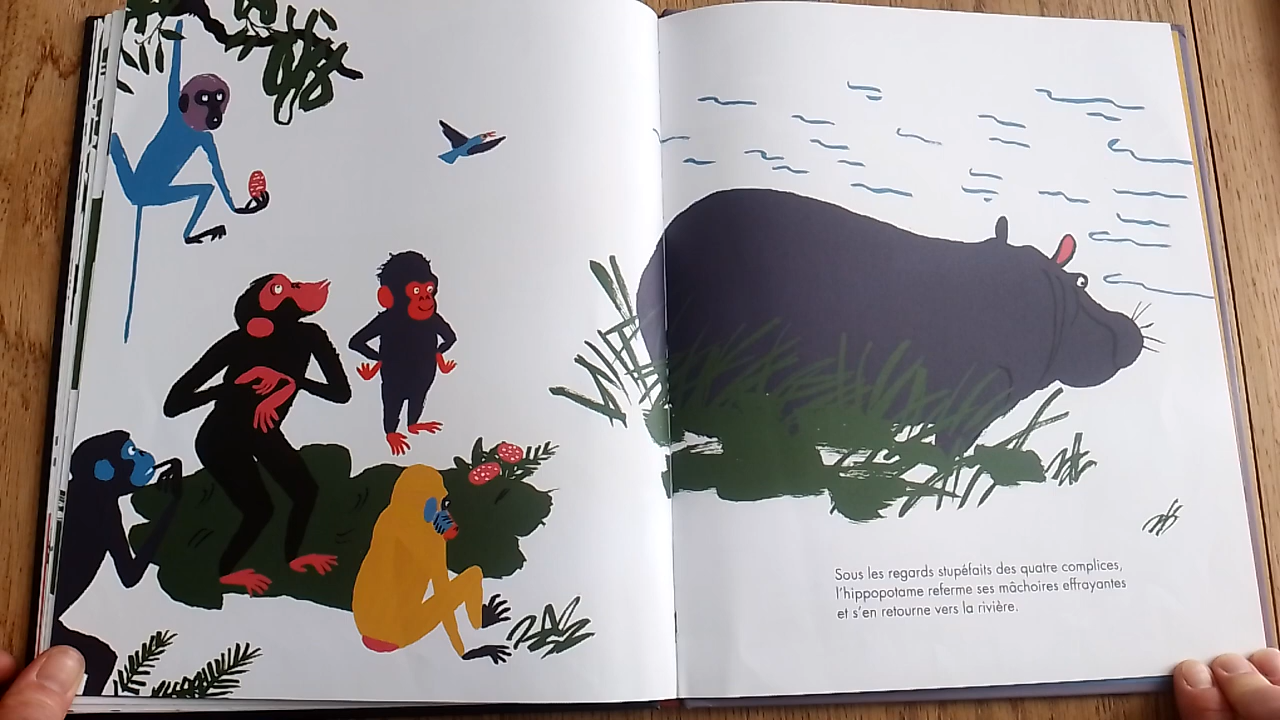 Sous les regards stupéfaits des quatre complices,
l'hippopotame referme ses mâchoires effrayantes
et s'en retourne vers la rivière.